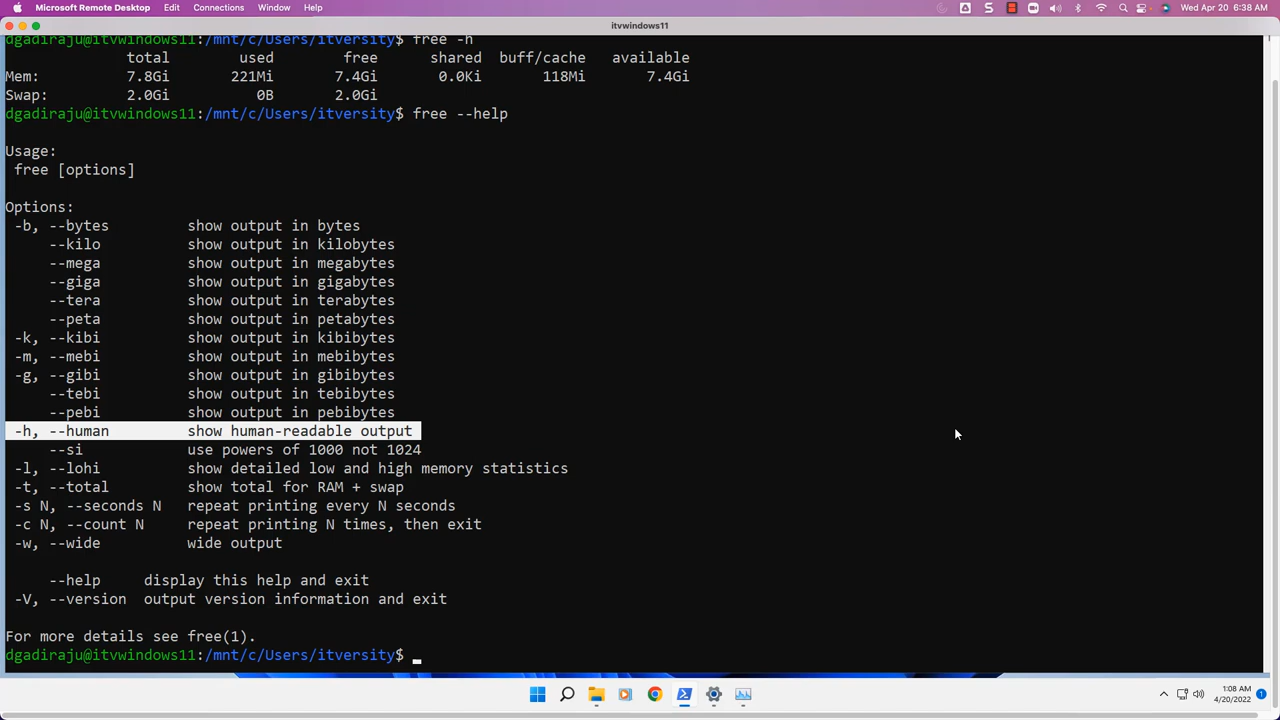 Microsoft Remote Desktop Edit Connections Window Help Wed Apr 20 6:38 AM
itvwindows11
dgadiraju@itvwindows11:/mnt/c/Users/itversity$ free -h
total used free shared buff/cache available
Mem: 7.8Gi 221Mi 7.4Gi 0.0Ki 118Mi 7.4Gi
Swap: 2.0Gi 0B 2.0Gi
dgadiraju@itvwindows11:/mnt/c/Users/itversity$ free --help
Usage:
free [options]
Options:
-b, --bytes show output in bytes
--kilo show output in kilobytes
--mega show output in megabytes
--giga show output in gigabytes
--tera show output in terabytes
--peta show output in petabytes
-k, --kibi show output in kibibytes
-m, --mebi show output in mebibytes
-g, --gibi show output in gibibytes
--tebi show output in tebibytes
--pebi show output in pebibytes
-h, --human show human-readable output
--si use powers of 1000 not 1024
-l, --lohi show detailed low and high memory statistics
-t, --total show total for RAM + swap
-s N, --seconds N repeat printing every N seconds
-c N, --count N repeat printing N times, then exit
-w, --wide wide output
--help display this help and exit
-V, --version output version information and exit
For more details see free(1).
dgadiraju@itvwindows11:/mnt/c/Users/itversity$
1:08 AM
4/20/2022 1